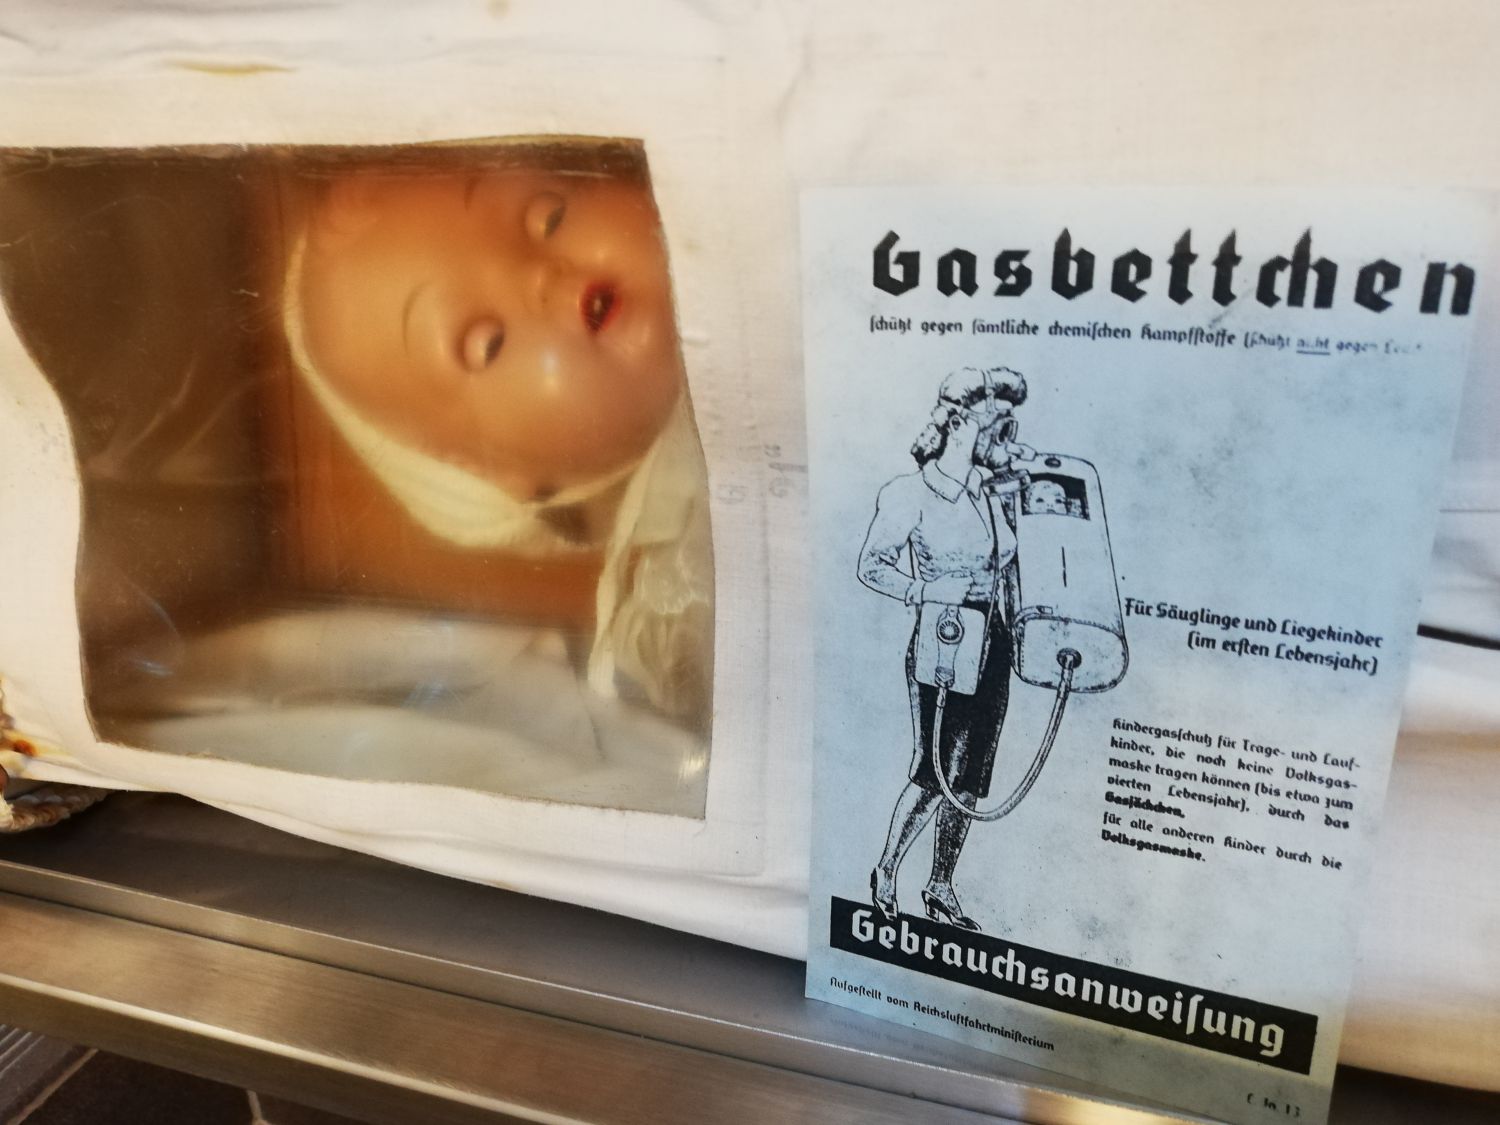 Gasbettchen
schützt gegen sämtliche chemischen Kampfstoffe (schützt nicht gegen
Für Säuglinge und Liegekinder
(im ersten Lebensjahr)
Kindergasschutz für Trage- und Lauf-
kinder, die noch keine Volksgas-
maske tragen können (bis etwa zum
vierten Lebensjahr), durch das
Gasjäckchen,
für alle anderen Kinder durch die
Volksgasmaske.
Gebrauchsanweisung
Aufgestellt vom Reichsluftfahrtministerium